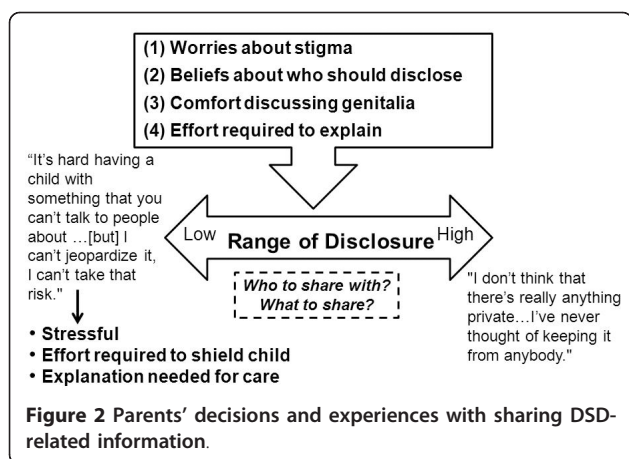 (1) Worries about stigma
(2) Beliefs about who should disclose
(3) Comfort discussing genitalia
(4) Effort required to explain
“It’s hard having a
child with
something that you
can’t talk to people
about ...[but] I
can’t jeopardize it,
I can’t take that
risk."
Low Range of Disclosure High
Who to share with?
What to share?
"I don’t think that
there’s really anything
private...I’ve never
thought of keeping it
from anybody."
• Stressful
• Effort required to shield child
• Explanation needed for care
Figure 2 Parents’ decisions and experiences with sharing DSD-
related information.